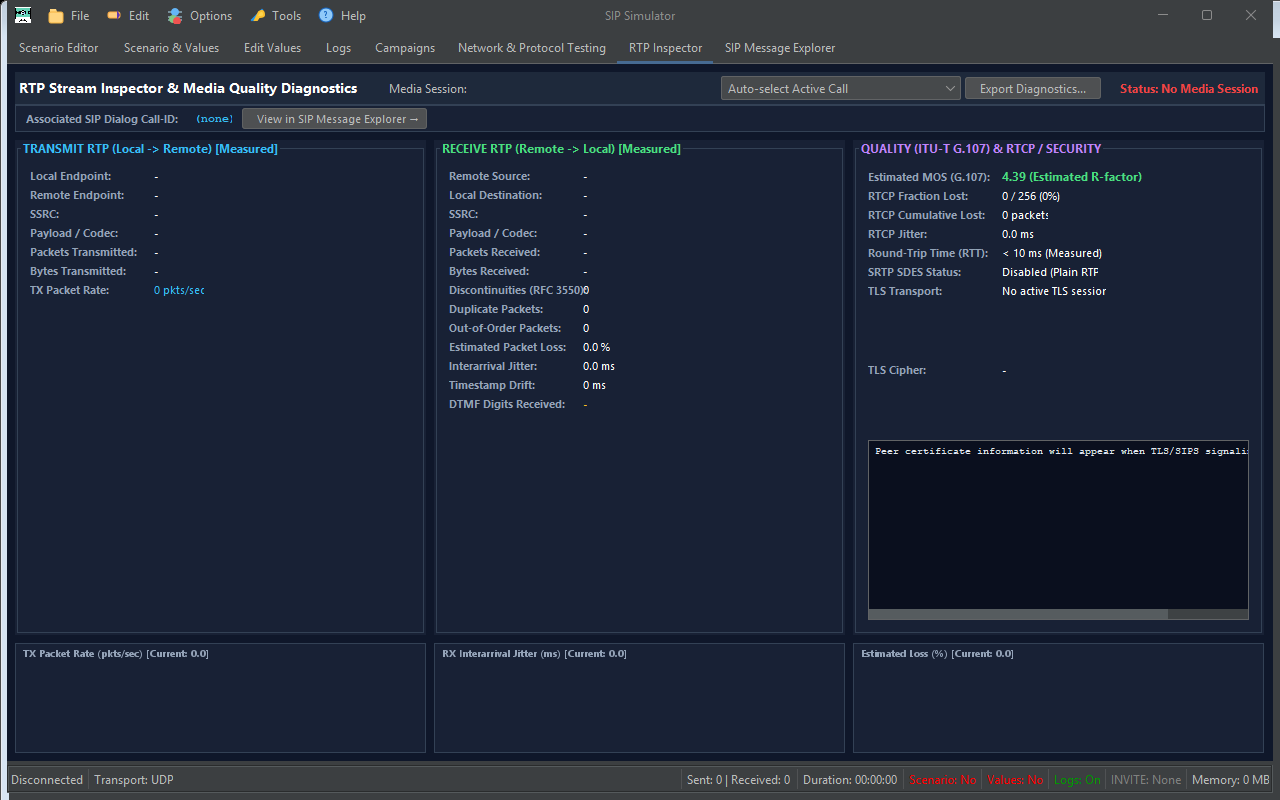 File Edit Options Tools Help SIP Simulator
Scenario Editor Scenario & Values Edit Values Logs Campaigns Network & Protocol Testing RTP Inspector SIP Message Explorer
RTP Stream Inspector & Media Quality Diagnostics Media Session: Auto-select Active Call Export Diagnostics... Status: No Media Session
Associated SIP Dialog Call-ID: (none) View in SIP Message Explorer →
TRANSMIT RTP (Local -> Remote) [Measured]
Local Endpoint: -
Remote Endpoint: -
SSRC: -
Payload / Codec: -
Packets Transmitted: -
Bytes Transmitted: -
TX Packet Rate: 0 pkts/sec
RECEIVE RTP (Remote -> Local) [Measured]
Remote Source: -
Local Destination: -
SSRC: -
Payload / Codec: -
Packets Received: -
Bytes Received: -
Discontinuities (RFC 3550) 0
Duplicate Packets: 0
Out-of-Order Packets: 0
Estimated Packet Loss: 0.0 %
Interarrival Jitter: 0.0 ms
Timestamp Drift: 0 ms
DTMF Digits Received: -
QUALITY (ITU-T G.107) & RTCP / SECURITY
Estimated MOS (G.107): 4.39 (Estimated R-factor)
RTCP Fraction Lost: 0 / 256 (0%)
RTCP Cumulative Lost: 0 packets
RTCP Jitter: 0.0 ms
Round-Trip Time (RTT): < 10 ms (Measured)
SRTP SDES Status: Disabled (Plain RTP
TLS Transport: No active TLS session
TLS Cipher: -
Peer certificate information will appear when TLS/SIPS signali
TX Packet Rate (pkts/sec) [Current: 0.0]
RX Interarrival Jitter (ms) [Current: 0.0]
Estimated Loss (%) [Current: 0.0]
Disconnected Transport: UDP Sent: 0 | Received: 0 Duration: 00:00:00 Scenario: No Values: No Logs: On INVITE: None Memory: 0 MB